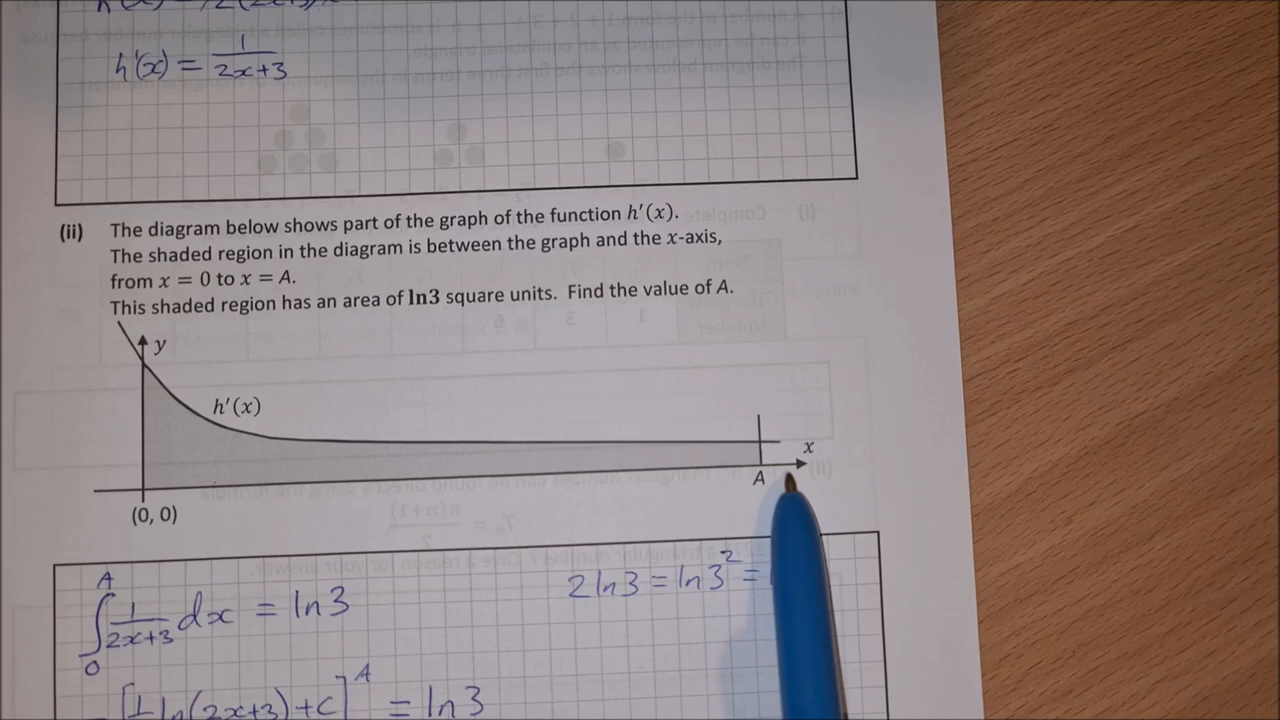 h'(x) = 1/2x+3
(ii) The diagram below shows part of the graph of the function h′(x).
The shaded region in the diagram is between the graph and the x-axis,
from x = 0 to x = A.
This shaded region has an area of ln3 square units. Find the value of A.
y
h′(x)
x
A
(0, 0)
∫₀ᴬ 1/2x+3 dx = ln3
2ln3 = ln3² =
[1 ln(2x+3)+c]ᴬ = ln3